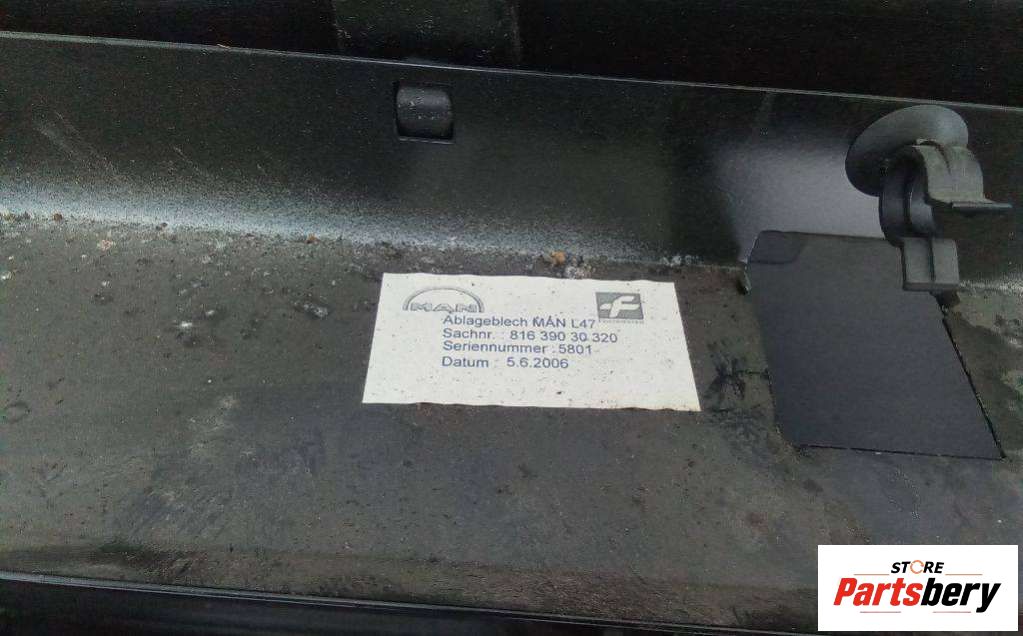 MAN
Ablageblech MAN L47
Sachnr. : 816 390 30 320
Seriennummer : 5801
Datum : 5.6.2006
STORE
Partsbery